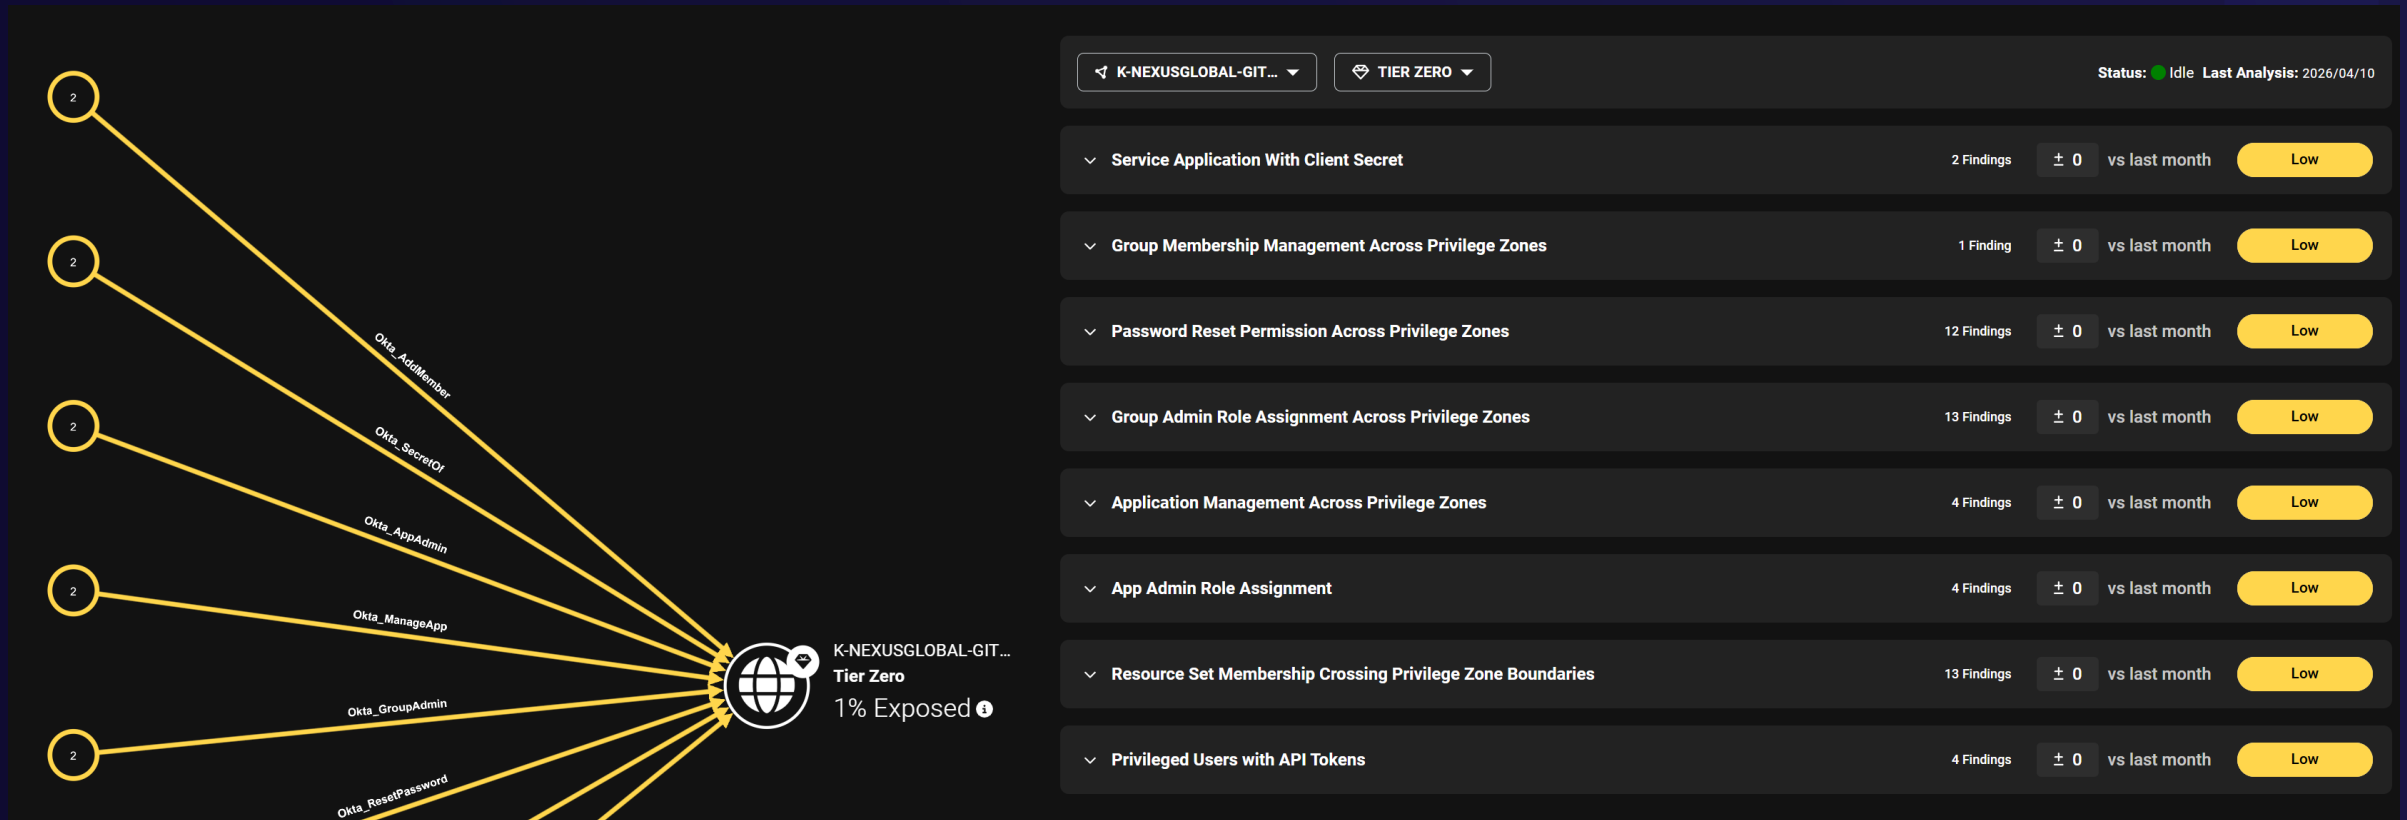 2
2
Okta_AddMember
2
Okta_SecretOf
Okta_AppAdmin
2
Okta_ManageApp
2
Okta_GroupAdmin
Okta_ResetPassword
K-NEXUSGLOBAL-GIT...
Tier Zero
1% Exposed
K-NEXUSGLOBAL-GIT...
TIER ZERO
Status: Idle Last Analysis: 2026/04/10
Service Application With Client Secret 2 Findings ± 0 vs last month Low
Group Membership Management Across Privilege Zones 1 Finding ± 0 vs last month Low
Password Reset Permission Across Privilege Zones 12 Findings ± 0 vs last month Low
Group Admin Role Assignment Across Privilege Zones 13 Findings ± 0 vs last month Low
Application Management Across Privilege Zones 4 Findings ± 0 vs last month Low
App Admin Role Assignment 4 Findings ± 0 vs last month Low
Resource Set Membership Crossing Privilege Zone Boundaries 13 Findings ± 0 vs last month Low
Privileged Users with API Tokens 4 Findings ± 0 vs last month Low